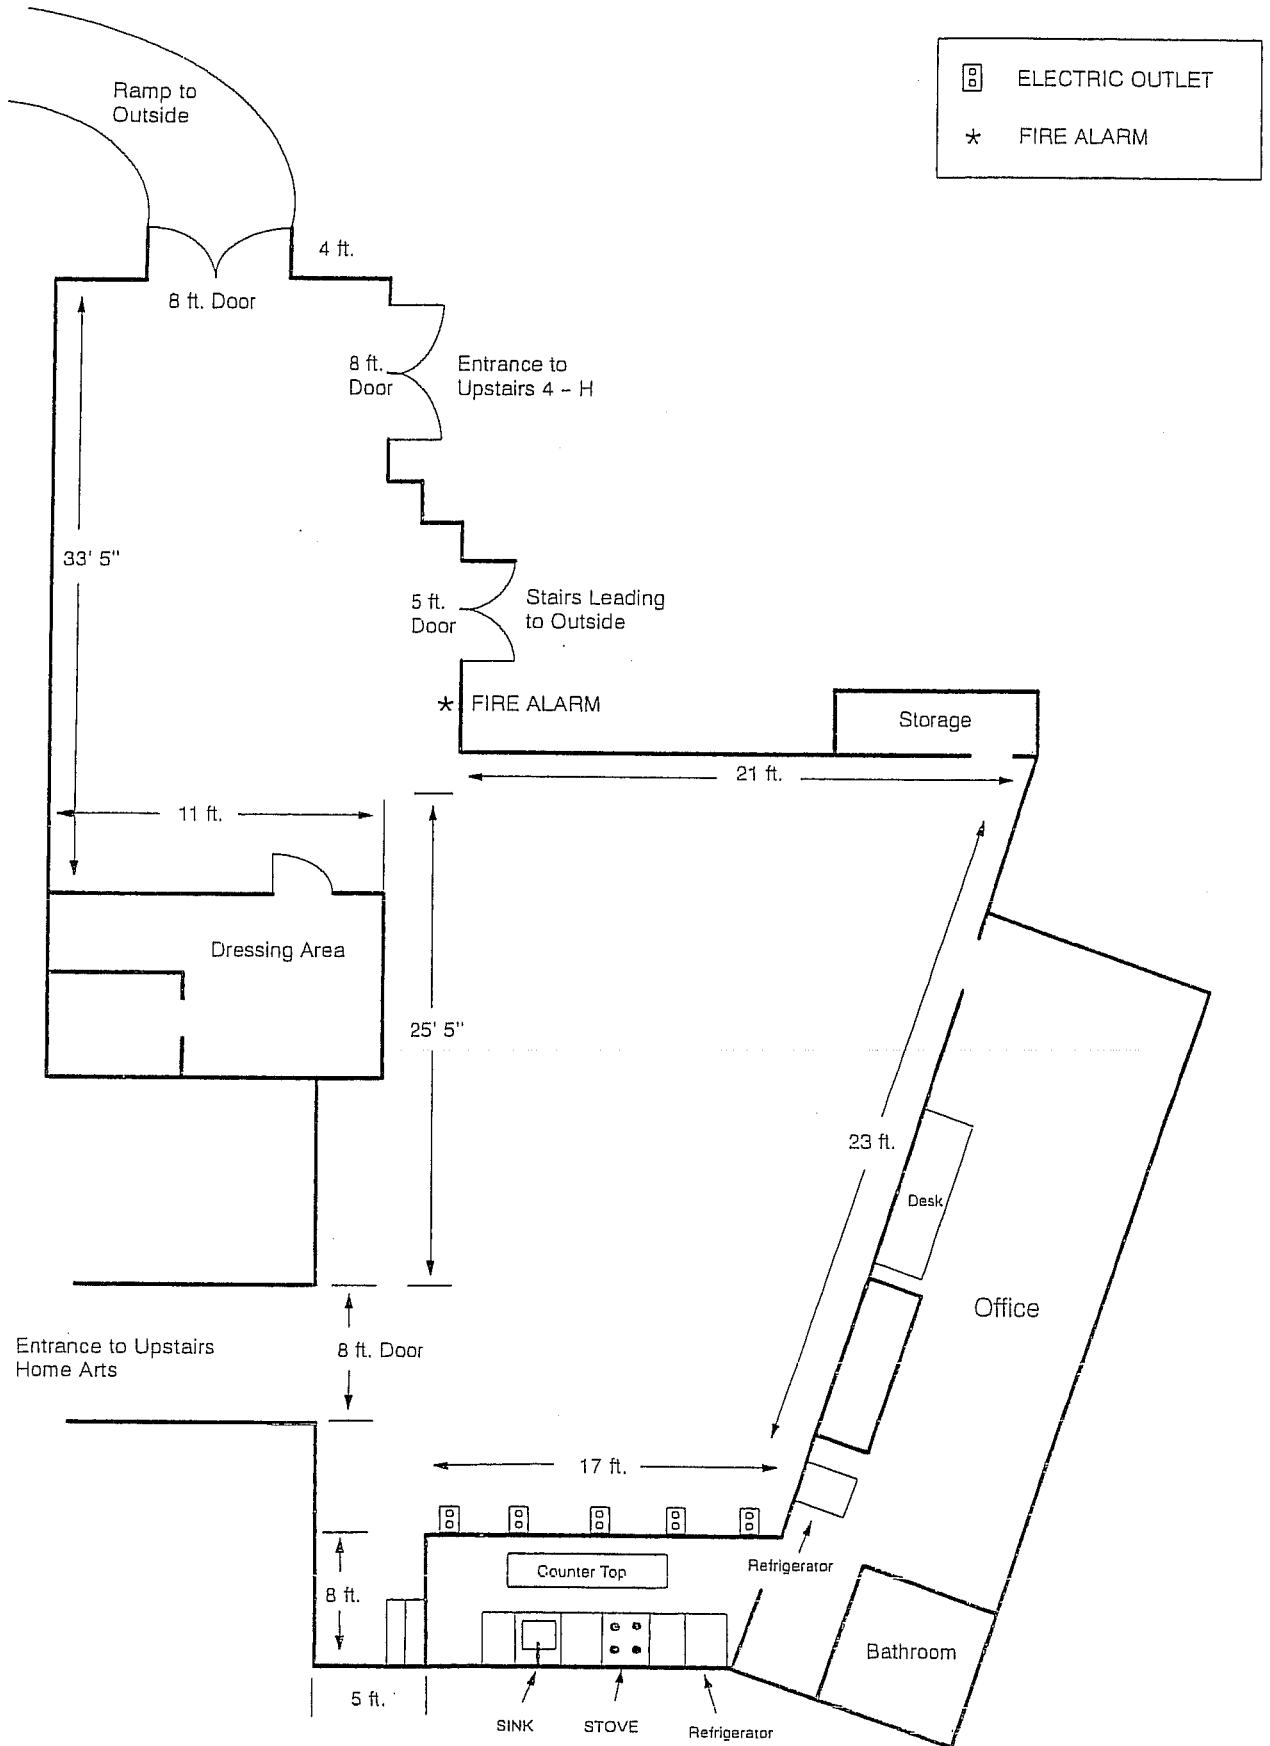 Ramp to
Outside
ELECTRIC OUTLET
* FIRE ALARM
4 ft.
8 ft. Door
8 ft.
Door
Entrance to
Upstairs 4 – H
33' 5"
5 ft.
Door
Stairs Leading
to Outside
* FIRE ALARM
Storage
21 ft.
11 ft.
Dressing Area
25' 5"
23 ft.
Desk
Office
Entrance to Upstairs
Home Arts
8 ft. Door
17 ft.
Counter Top
Refrigerator
8 ft.
Bathroom
5 ft.
SINK
STOVE
Refrigerator